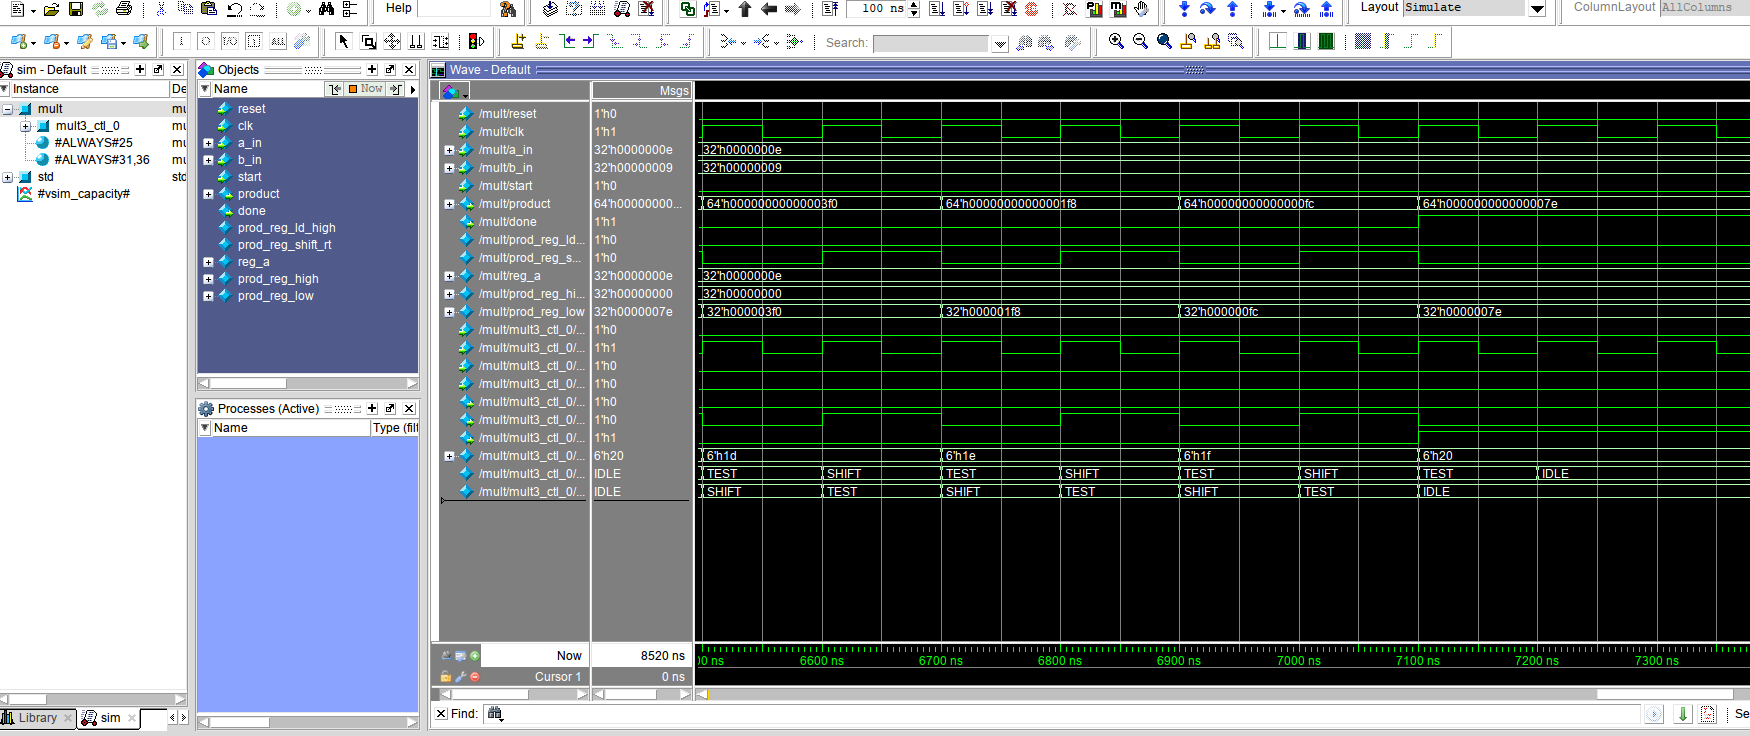 Help
100 ns
Layout Simulate
ColumnLayout AllColumns
Search:
sim - Default
Instance
De
mult
mu
mult3_ctl_0
mu
#ALWAYS#25
mu
#ALWAYS#31,36
mu
std
std
#vsim_capacity#
Library
sim
Objects
Name
Now
reset
clk
a_in
b_in
start
product
done
prod_reg_ld_high
prod_reg_shift_rt
reg_a
prod_reg_high
prod_reg_low
Processes (Active)
Name
Type (filt
Wave - Default
Msgs
/mult/reset 1'h0
/mult/clk 1'h1
/mult/a_in 32'h0000000e 32'h0000000e
/mult/b_in 32'h00000009 32'h00000009
/mult/start 1'h0
/mult/product 64'h00000000... 64'h00000000000003f0 64'h00000000000001f8 64'h00000000000000fc 64'h000000000000007e
/mult/done 1'h1
/mult/prod_reg_ld... 1'h0
/mult/prod_reg_s... 1'h0
/mult/reg_a 32'h0000000e 32'h0000000e
/mult/prod_reg_hi... 32'h00000000 32'h00000000
/mult/prod_reg_low 32'h0000007e 32'h000003f0 32'h000001f8 32'h000000fc 32'h0000007e
/mult/mult3_ctl_0/... 1'h0
/mult/mult3_ctl_0/... 1'h1
/mult/mult3_ctl_0/... 1'h0
/mult/mult3_ctl_0/... 1'h0
/mult/mult3_ctl_0/... 1'h0
/mult/mult3_ctl_0/... 1'h0
/mult/mult3_ctl_0/... 1'h1
/mult/mult3_ctl_0/... 6'h20 6'h1d 6'h1e 6'h1f 6'h20
/mult/mult3_ctl_0/... IDLE TEST SHIFT TEST SHIFT TEST SHIFT TEST IDLE
/mult/mult3_ctl_0/... IDLE SHIFT TEST SHIFT TEST SHIFT TEST IDLE
Now 8520 ns
00 ns 6600 ns 6700 ns 6800 ns 6900 ns 7000 ns 7100 ns 7200 ns 7300 ns
Cursor 1 0 ns
Find:
Se